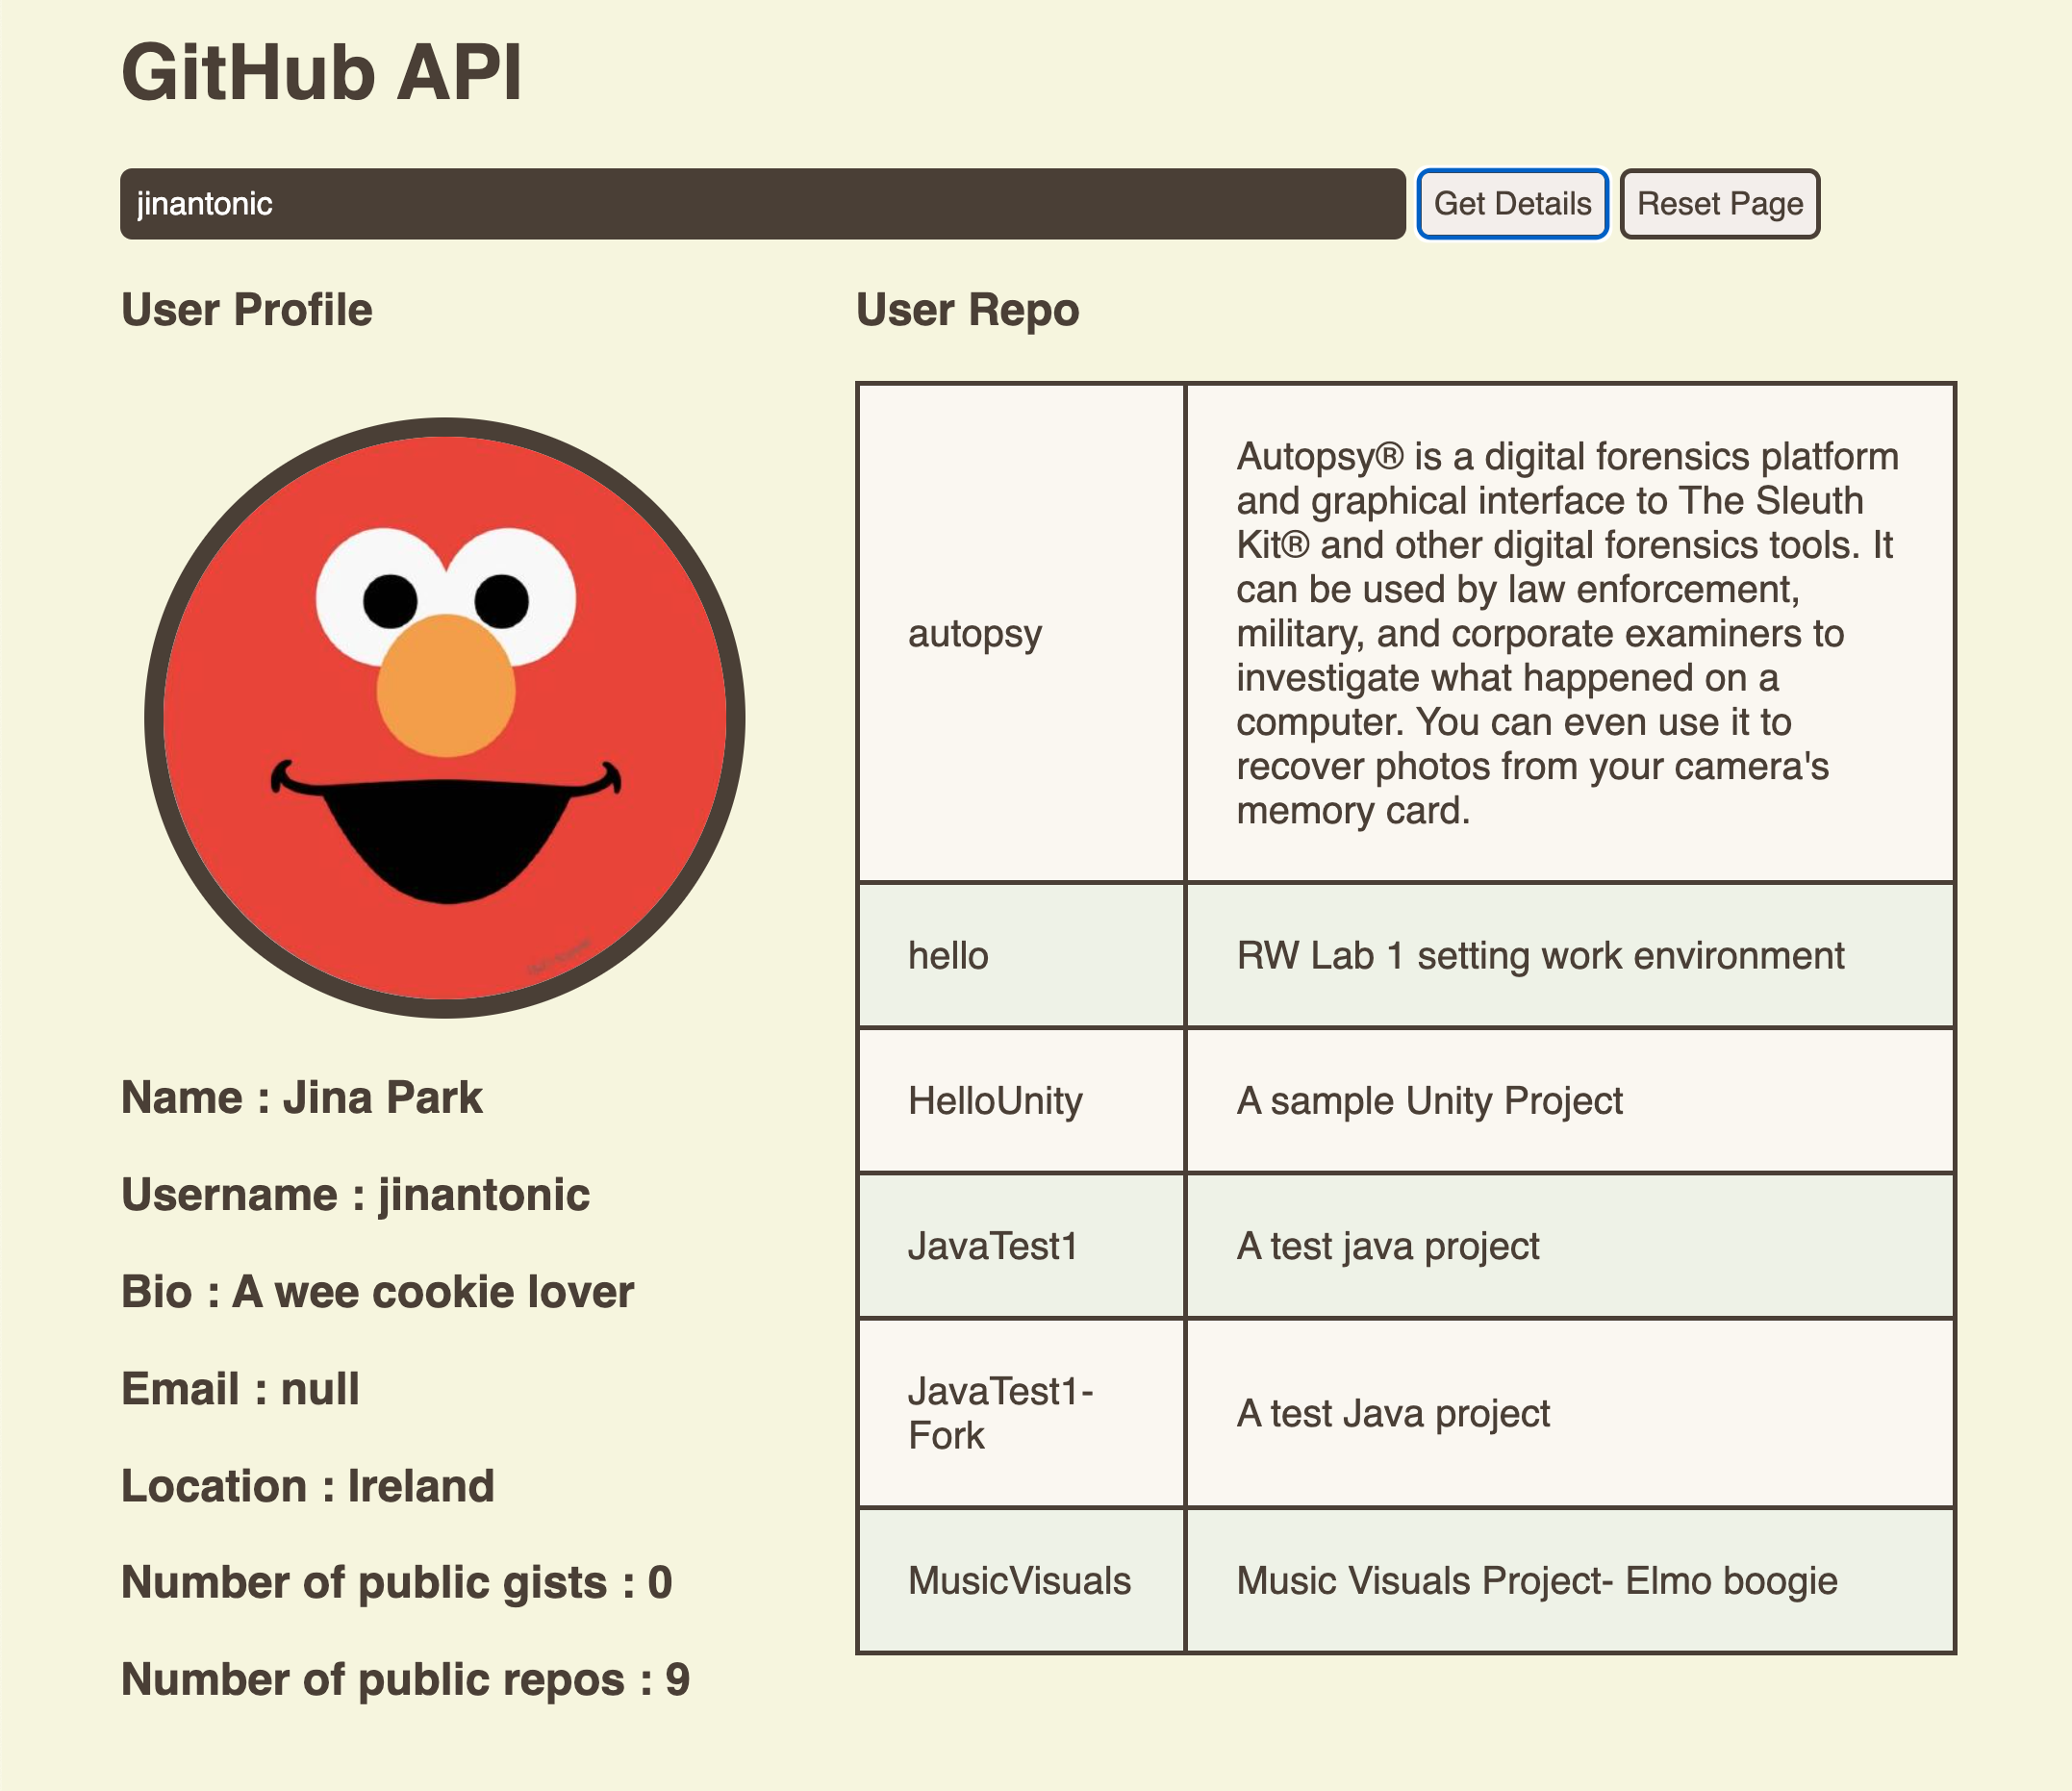 GitHub API
jinantonic
Get Details
Reset Page
User Profile
Name : Jina Park
Username : jinantonic
Bio : A wee cookie lover
Email : null
Location : Ireland
Number of public gists : 0
Number of public repos : 9
User Repo
autopsy
Autopsy® is a digital forensics platform
and graphical interface to The Sleuth
Kit® and other digital forensics tools. It
can be used by law enforcement,
military, and corporate examiners to
investigate what happened on a
computer. You can even use it to
recover photos from your camera's
memory card.
hello
RW Lab 1 setting work environment
HelloUnity
A sample Unity Project
JavaTest1
A test java project
JavaTest1-
Fork
A test Java project
MusicVisuals
Music Visuals Project- Elmo boogie